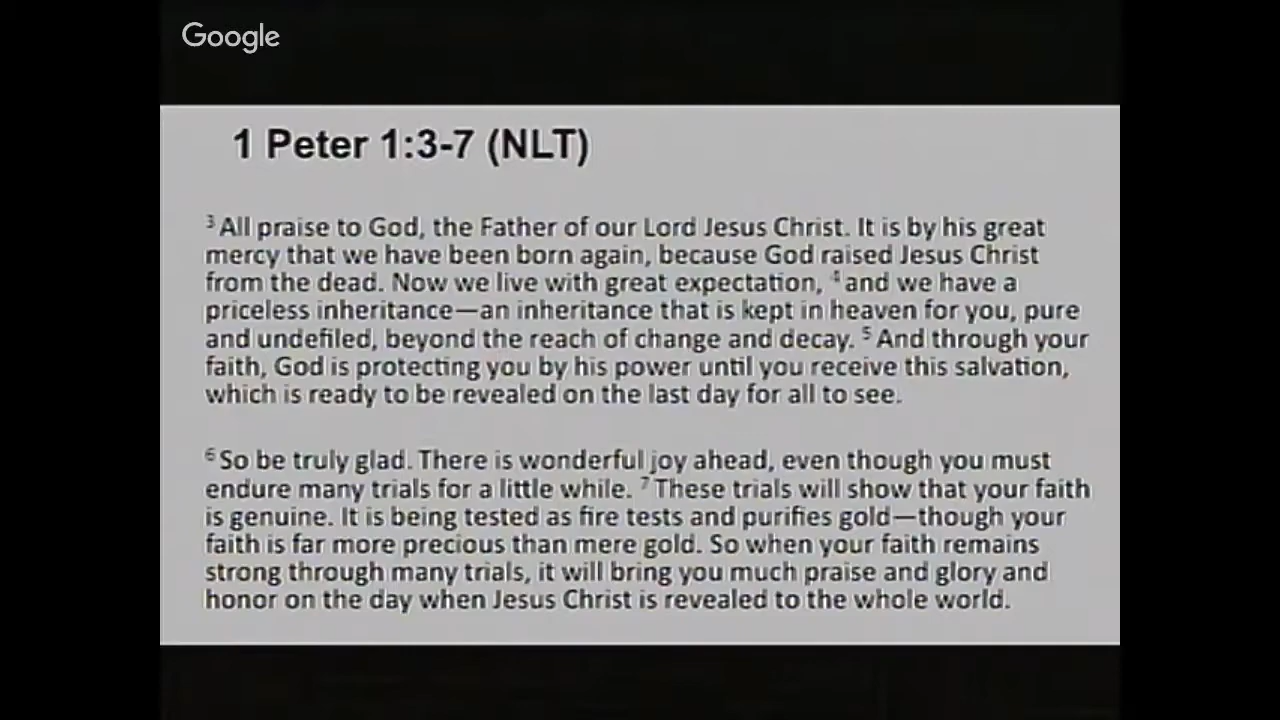 Google
1 Peter 1:3-7 (NLT)
³ All praise to God, the Father of our Lord Jesus Christ. It is by his great
mercy that we have been born again, because God raised Jesus Christ
from the dead. Now we live with great expectation, ⁴ and we have a
priceless inheritance—an inheritance that is kept in heaven for you, pure
and undefiled, beyond the reach of change and decay. ⁵ And through your
faith, God is protecting you by his power until you receive this salvation,
which is ready to be revealed on the last day for all to see.
⁶ So be truly glad. There is wonderful joy ahead, even though you must
endure many trials for a little while. ⁷ These trials will show that your faith
is genuine. It is being tested as fire tests and purifies gold—though your
faith is far more precious than mere gold. So when your faith remains
strong through many trials, it will bring you much praise and glory and
honor on the day when Jesus Christ is revealed to the whole world.